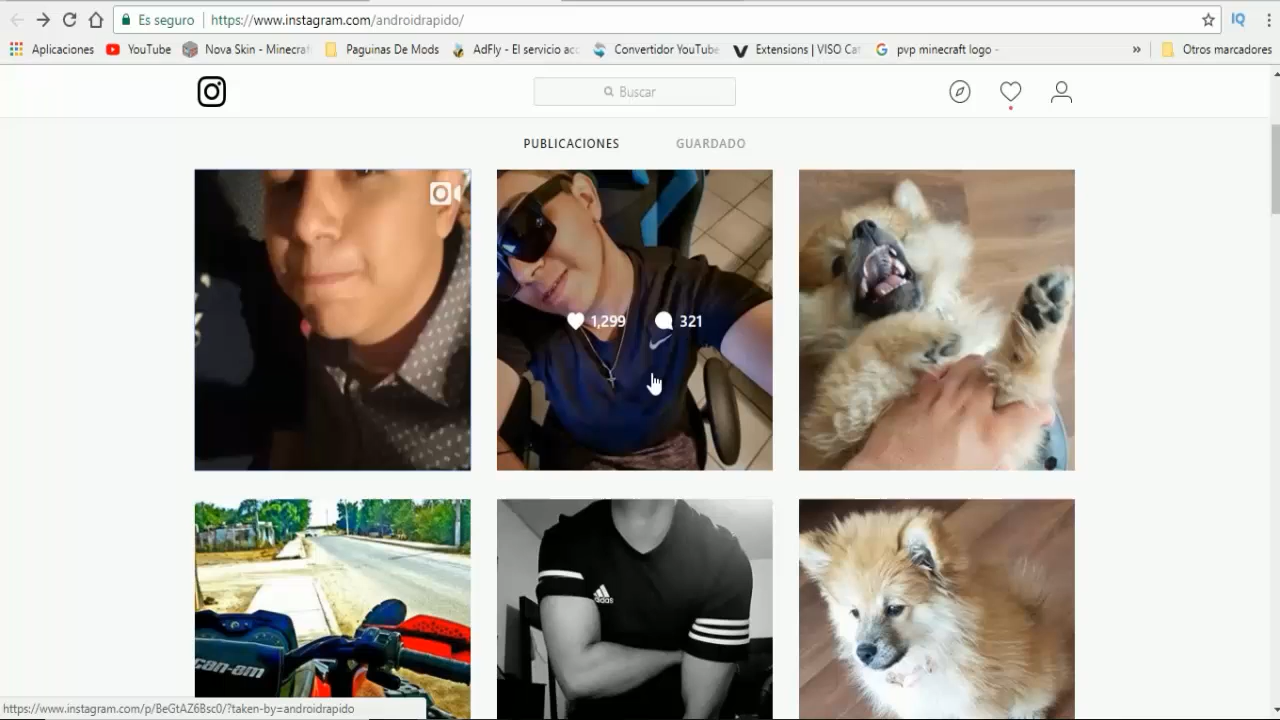 Es seguro
https://www.instagram.com/androidrapido/
Aplicaciones
YouTube
Nova Skin - Minecraf
Paguinas De Mods
AdFly - El servicio acc
Convertidor YouTube
Extensions | VISO Cat
pvp minecraft logo -
»
Otros marcadores
Buscar
PUBLICACIONES
GUARDADO
1,299
321
adidas
can-am
https://www.instagram.com/p/BeGtAZ6Bsc0/?taken-by=androidrapido